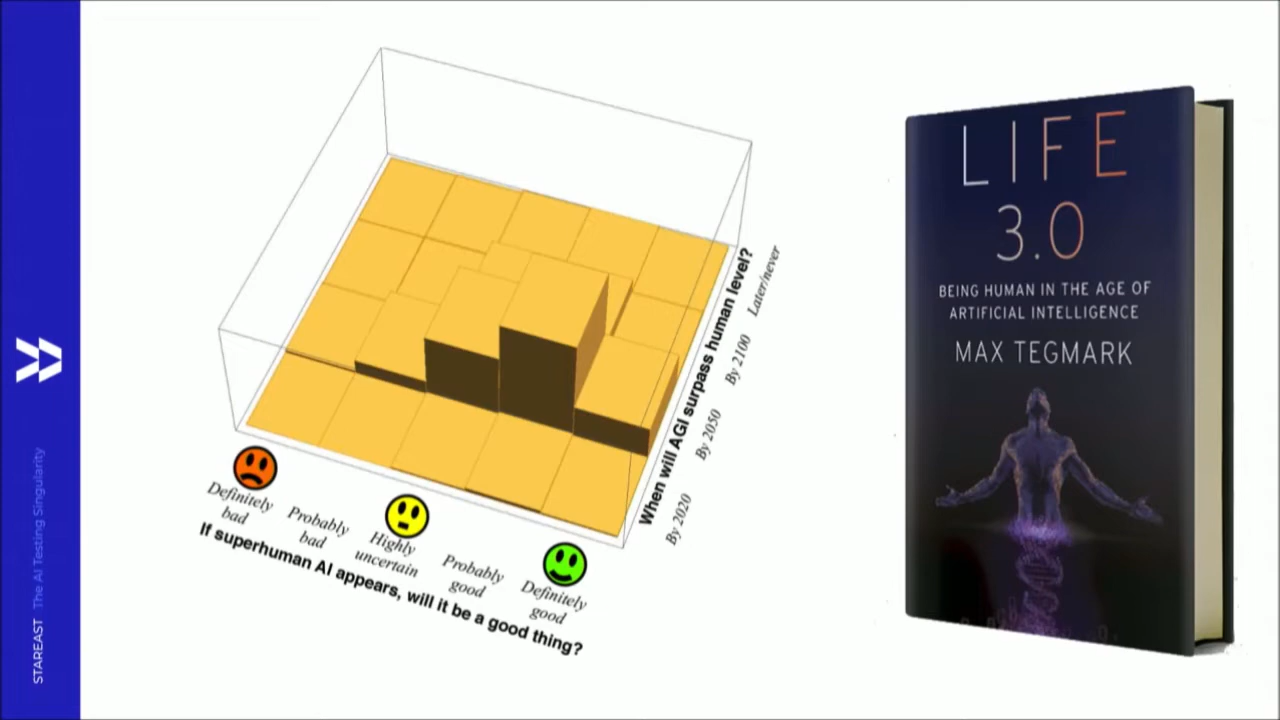 STAREAST The AI Testing Singularity
When will AGI surpass human level?
By 2020
By 2050
By 2100
Later/never
Definitely
bad
Probably
bad
Highly
uncertain
Probably
good
Definitely
good
If superhuman AI appears, will it be a good thing?
LIFE
3.0
BEING HUMAN IN THE AGE OF
ARTIFICIAL INTELLIGENCE
MAX TEGMARK